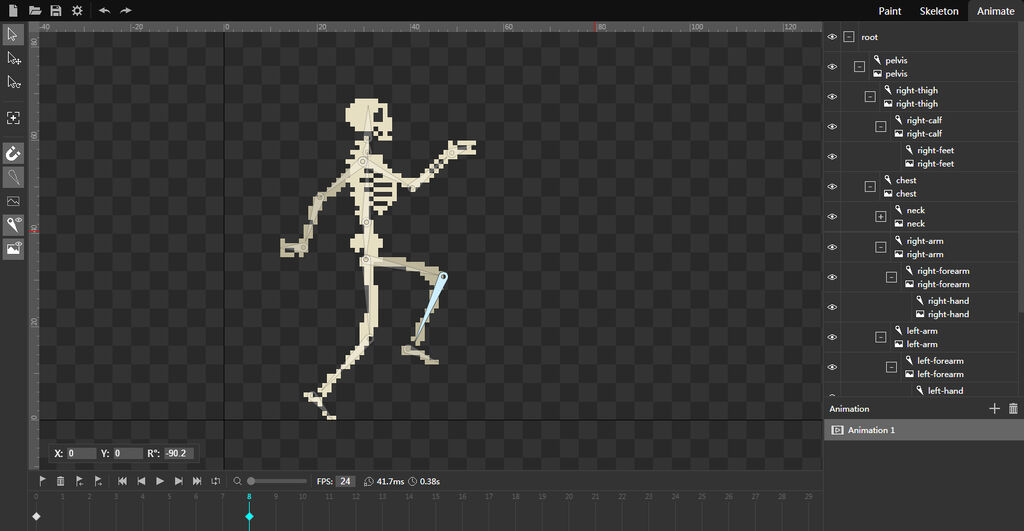 Paint Skeleton Animate
-40 -20 0 20 40 60 80 100 120
80
60
40
20
0
root
pelvis
pelvis
right-thigh
right-thigh
right-calf
right-calf
right-feet
right-feet
chest
chest
neck
neck
right-arm
right-arm
right-forearm
right-forearm
right-hand
right-hand
left-arm
left-arm
left-forearm
left-forearm
left-hand
Animation
Animation 1
X: 0 Y: 0 R°: -90.2
FPS: 24 41.7ms 0.38s
0 1 2 3 4 5 6 7 8 9 10 11 12 13 14 15 16 17 18 19 20 21 22 23 24 25 26 27 28 29